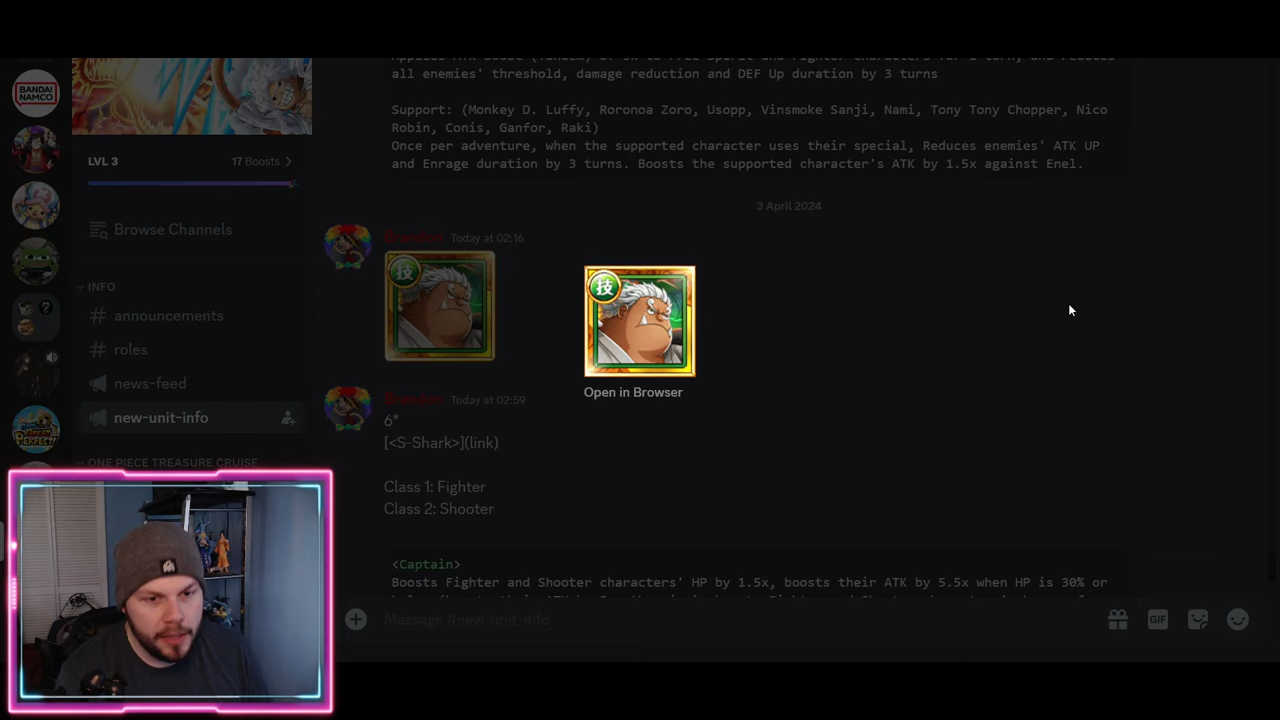 Applied ATK Boost (Tandem) of 3x to Free Spirit and Fighter characters for 1 turn, and reduces
all enemies' threshold, damage reduction and DEF Up duration by 3 turns
Support: (Monkey D. Luffy, Roronoa Zoro, Usopp, Vinsmoke Sanji, Nami, Tony Tony Chopper, Nico
Robin, Conis, Ganfor, Raki)
Once per adventure, when the supported character uses their special, Reduces enemies' ATK UP
and Enrage duration by 3 turns. Boosts the supported character's ATK by 1.5x against Enel.
BANDAI
NAMCO
LVL 3
17 Boosts
Browse Channels
INFO
announcements
roles
news-feed
new-unit-info
ONE PIECE TREASURE CRUISE
3 April 2024
Brandon Today at 02:16
技
技
Open in Browser
Brandon Today at 02:59
6*
[<S-Shark>](link)
Class 1: Fighter
Class 2: Shooter
<Captain>
Boosts Fighter and Shooter characters' HP by 1.5x, boosts their ATK by 5.5x when HP is 30% or
Message #new-unit-info
GIF